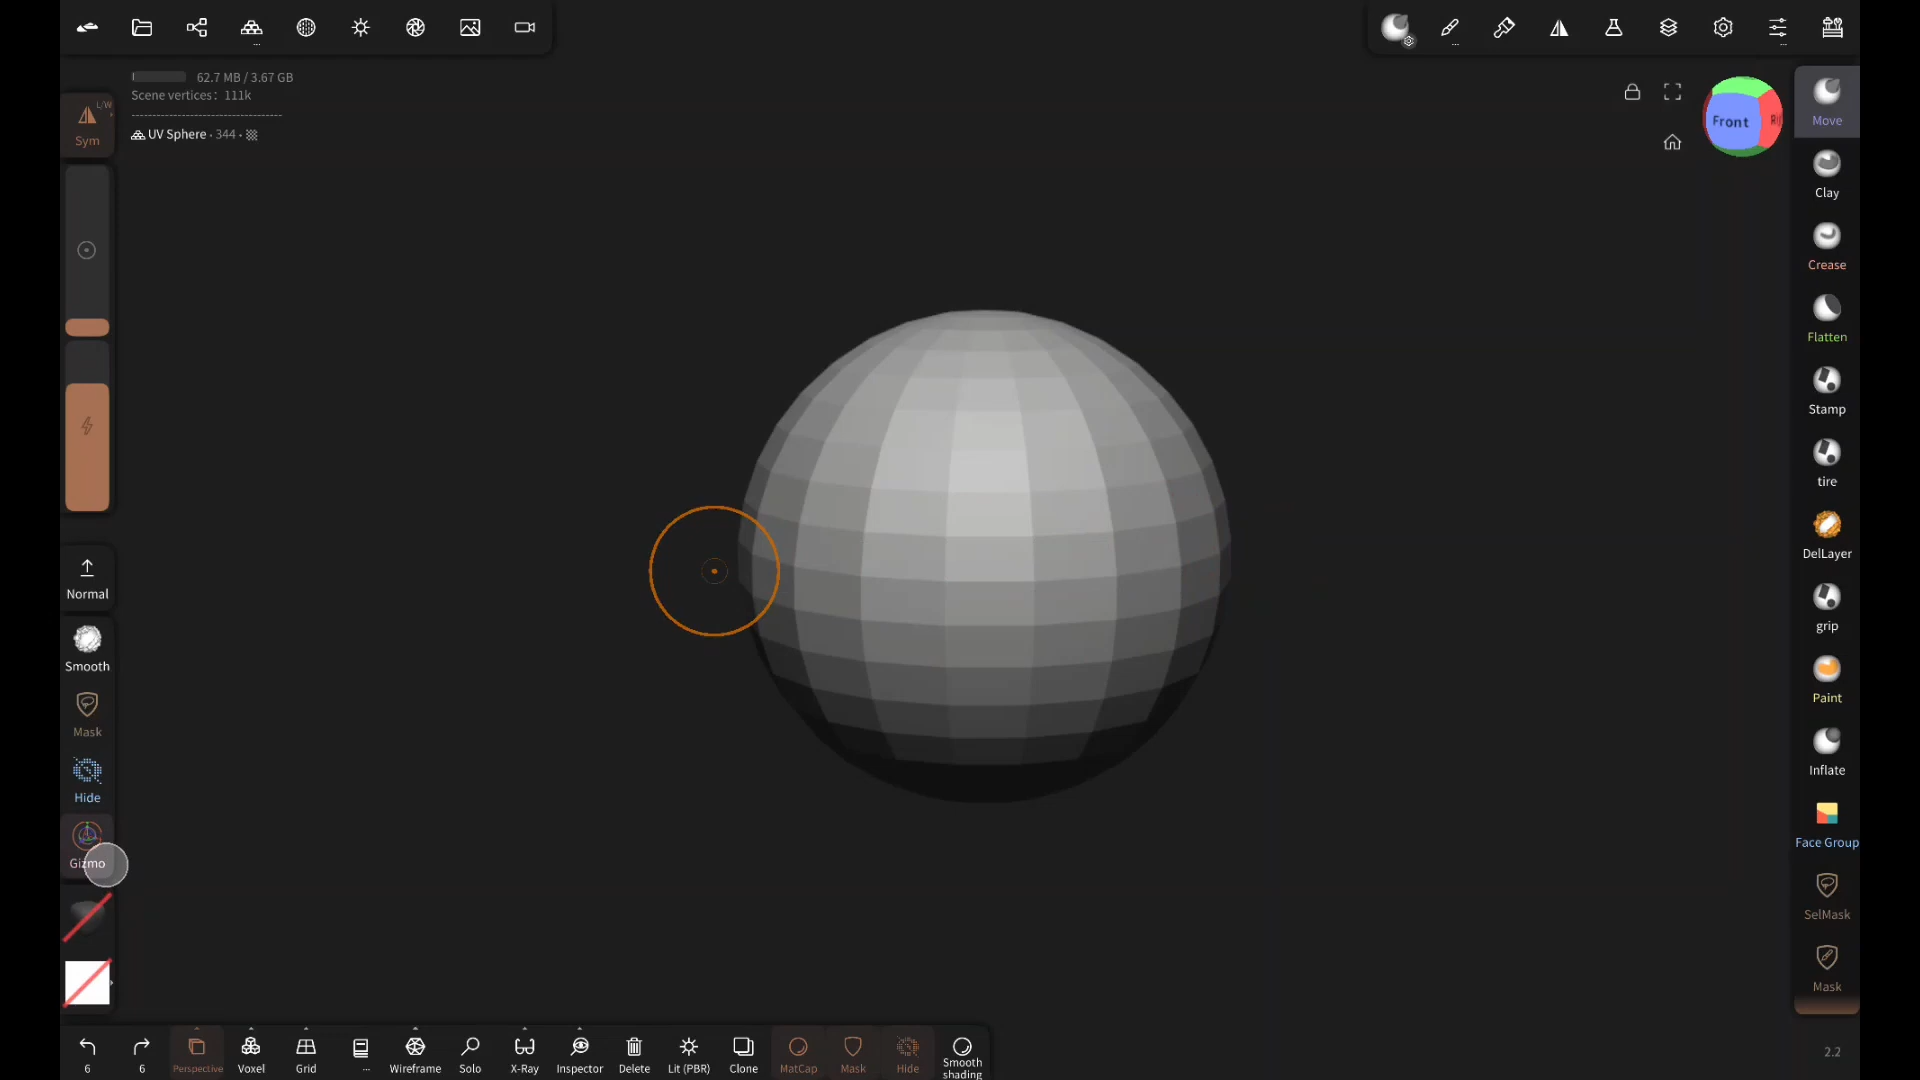 62.7 MB / 3.67 GB
Scene vertices: 111k
UV Sphere • 344 •
L/W
Sym
Normal
Smooth
Mask
Hide
Gizmo
Front
Move
Clay
Crease
Flatten
Stamp
tire
DelLayer
grip
Paint
Inflate
Face Group
SelMask
Mask
6
6
Perspective
Voxel
Grid
...
Wireframe
Solo
X-Ray
Inspector
Delete
Lit (PBR)
Clone
MatCap
Mask
Hide
Smooth
shading
2.2